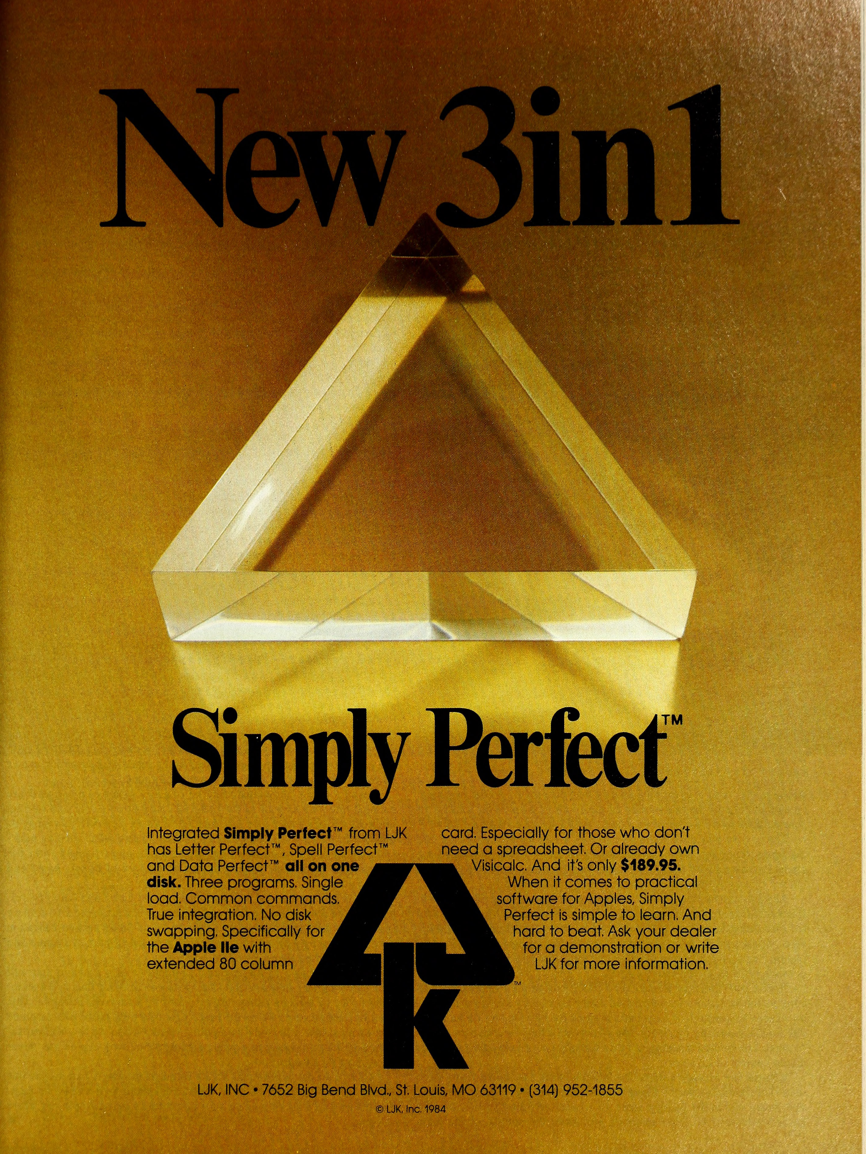 New 3in1
Simply Perfect™
Integrated Simply Perfect™ from LJK
has Letter Perfect™, Spell Perfect™
and Data Perfect™ all on one
disk. Three programs. Single
load. Common commands.
True integration. No disk
swapping. Specifically for
the Apple IIe with
extended 80 column
card. Especially for those who don't
need a spreadsheet. Or already own
Visicalc. And it's only $189.95.
When it comes to practical
software for Apples, Simply
Perfect is simple to learn. And
hard to beat. Ask your dealer
for a demonstration or write
LJK for more information.
LJk
™
LJK, INC • 7652 Big Bend Blvd., St. Louis, MO 63119 • (314) 952-1855
© LJK, Inc. 1984